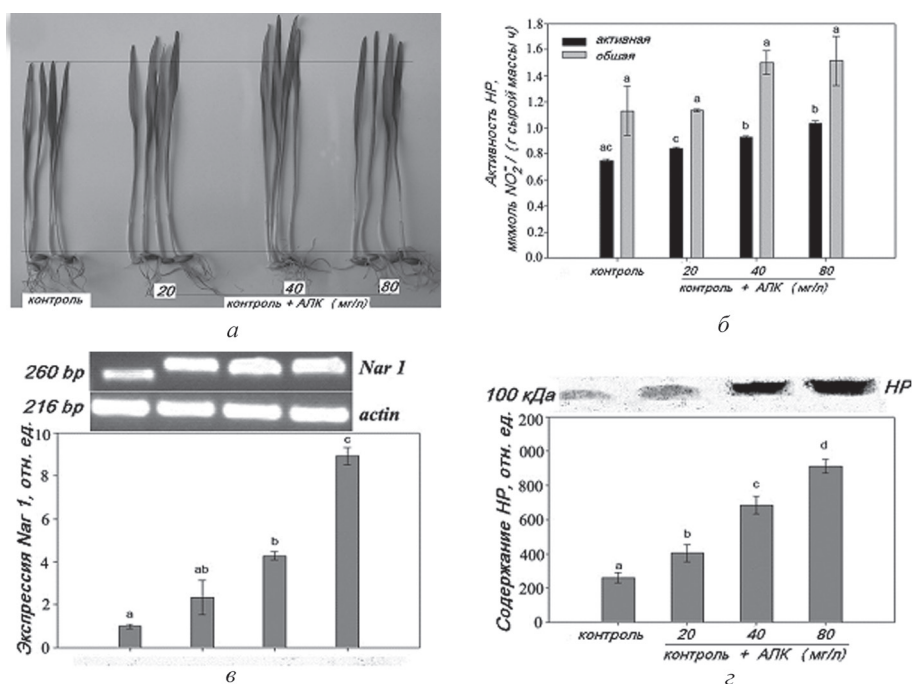 контроль
20
40
80
контроль + АЛК (мг/л)
а
Активность НР,
мкмоль NO2⁻ / (г сырой массы ч)
1.8
1.6
1.4
1.2
1.0
0.8
0.6
0.4
0.2
0.0
активная
общая
ac
a
c
a
b
a
b
a
контроль
20
40
80
контроль + АЛК (мг/л)
б
260 bp
Nar 1
216 bp
actin
Экспрессия Nar 1, отн. ед.
10
8
6
4
2
0
a
ab
b
c
в
100 кДа
НР
Содержание НР, отн. ед.
200
000
800
600
400
200
0
a
b
c
d
контроль
20
40
80
контроль + АЛК (мг/л)
г